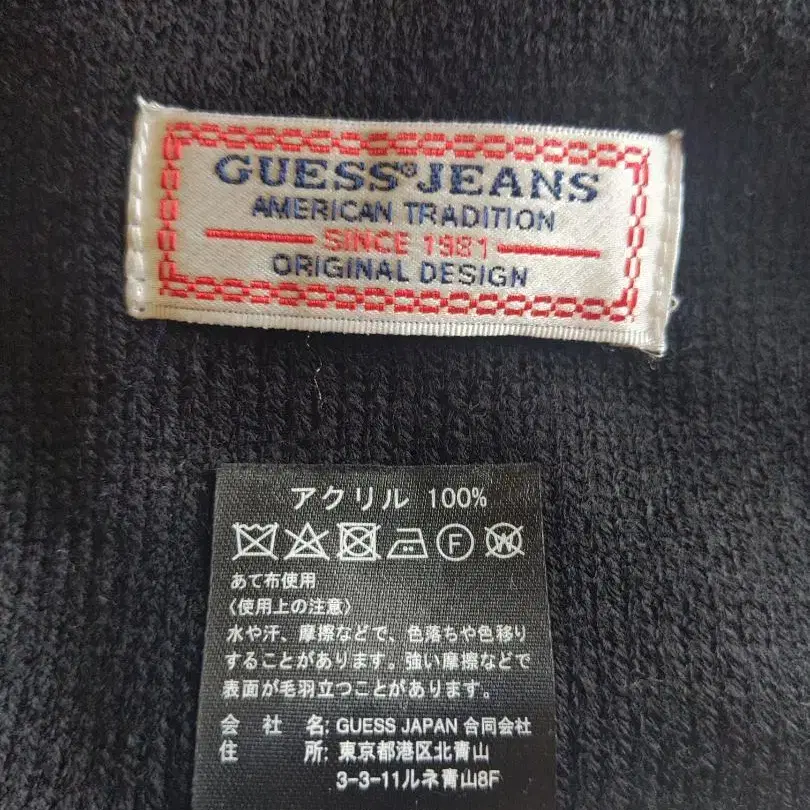 GUESS® JEANS
AMERICAN TRADITION
SINCE 1981
ORIGINAL DESIGN
アクリル 100%
F W
あて布使用
〈使用上の注意〉
水や汗、摩擦などで、色落ちや色移り
することがあります。強い摩擦などで
表面が毛羽立つことがあります。
会 社 名: GUESS JAPAN 合同会社
住 所: 東京都港区北青山
3-3-11ルネ青山8F